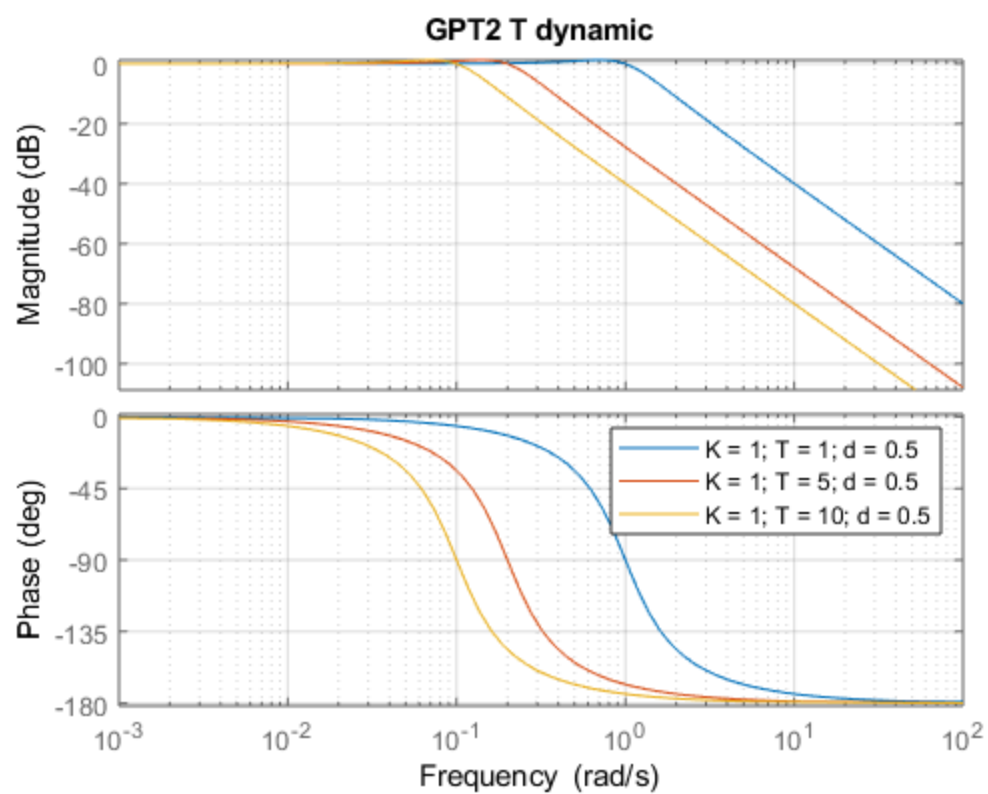 GPT2 T dynamic
Magnitude (dB)
0
-20
-40
-60
-80
-100
Phase (deg)
0
-45
-90
-135
-180
K = 1; T = 1; d = 0.5
K = 1; T = 5; d = 0.5
K = 1; T = 10; d = 0.5
10^-3 10^-2 10^-1 10^0 10^1 10^2
Frequency (rad/s)